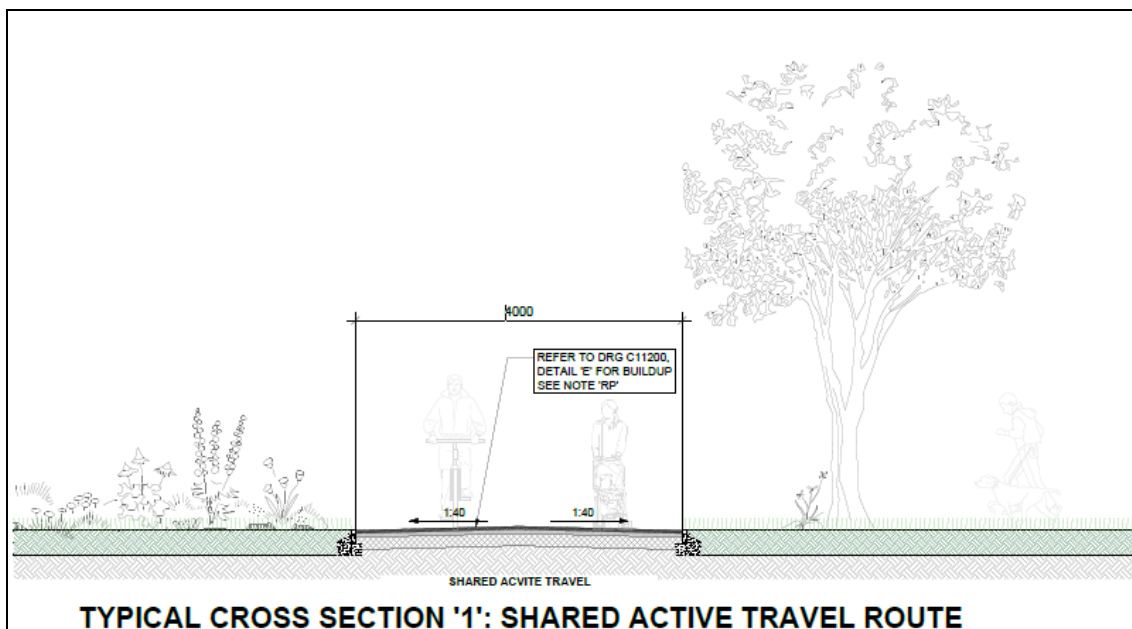 4000
REFER TO DRG C11200,
DETAIL 'E' FOR BUILDUP
SEE NOTE 'RP'
1:40 1:40
SHARED ACVITE TRAVEL
TYPICAL CROSS SECTION '1': SHARED ACTIVE TRAVEL ROUTE